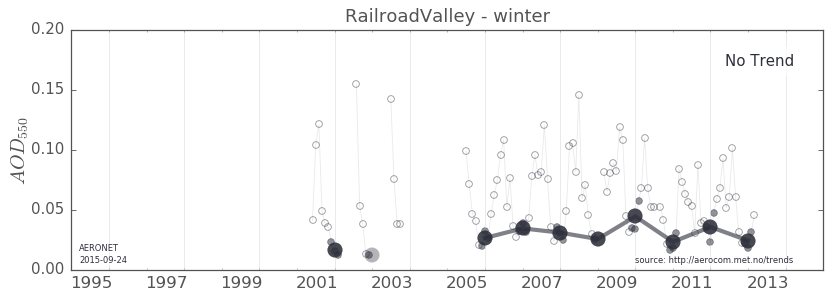 RailroadValley - winter
0.20
No Trend
0.15
AOD550
0.10
0.05
AERONET
2015-09-24
source: http://aerocom.met.no/trends
0.00
1995 1997 1999 2001 2003 2005 2007 2009 2011 2013